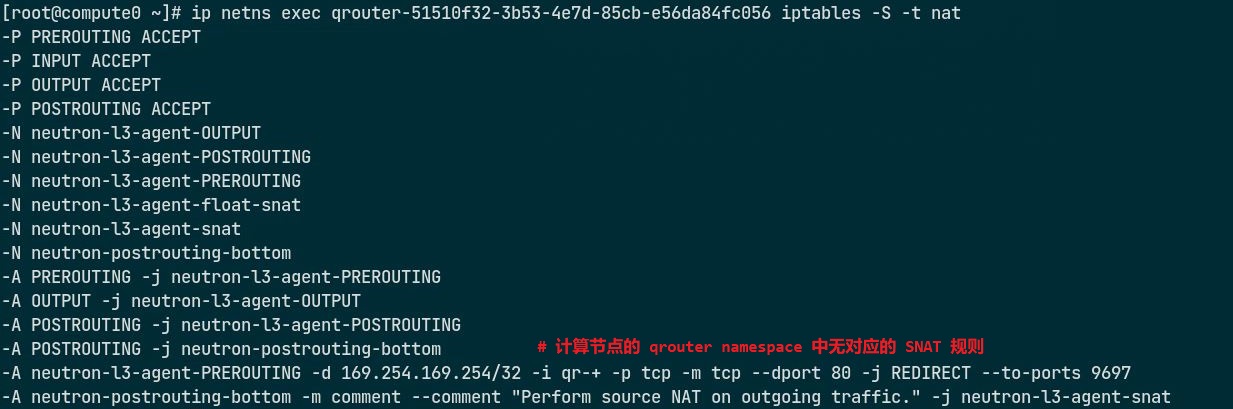 [root@compute0 ~]# ip netns exec qrouter-51510f32-3b53-4e7d-85cb-e56da84fc056 iptables -S -t nat
-P PREROUTING ACCEPT
-P INPUT ACCEPT
-P OUTPUT ACCEPT
-P POSTROUTING ACCEPT
-N neutron-l3-agent-OUTPUT
-N neutron-l3-agent-POSTROUTING
-N neutron-l3-agent-PREROUTING
-N neutron-l3-agent-float-snat
-N neutron-l3-agent-snat
-N neutron-postrouting-bottom
-A PREROUTING -j neutron-l3-agent-PREROUTING
-A OUTPUT -j neutron-l3-agent-OUTPUT
-A POSTROUTING -j neutron-l3-agent-POSTROUTING
-A POSTROUTING -j neutron-postrouting-bottom # 计算节点的 qrouter namespace 中无对应的 SNAT 规则
-A neutron-l3-agent-PREROUTING -d 169.254.169.254/32 -i qr-+ -p tcp -m tcp --dport 80 -j REDIRECT --to-ports 9697
-A neutron-postrouting-bottom -m comment --comment "Perform source NAT on outgoing traffic." -j neutron-l3-agent-snat